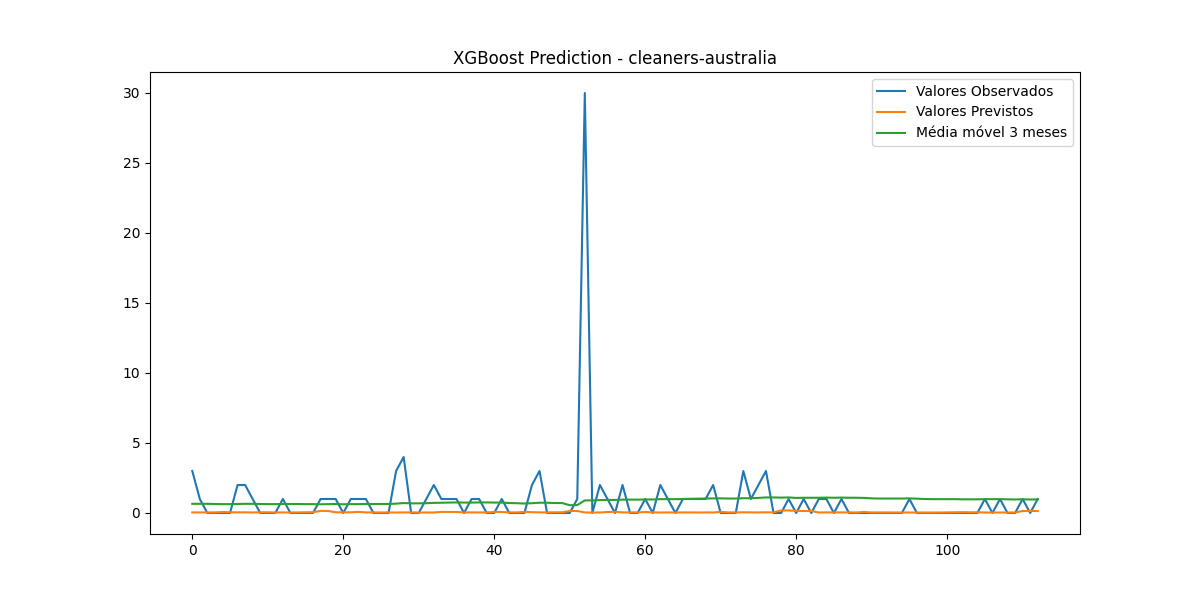 XGBoost Prediction - cleaners-australia
Valores Observados
Valores Previstos
Média móvel 3 meses
30
25
20
15
10
5
0
0 20 40 60 80 100